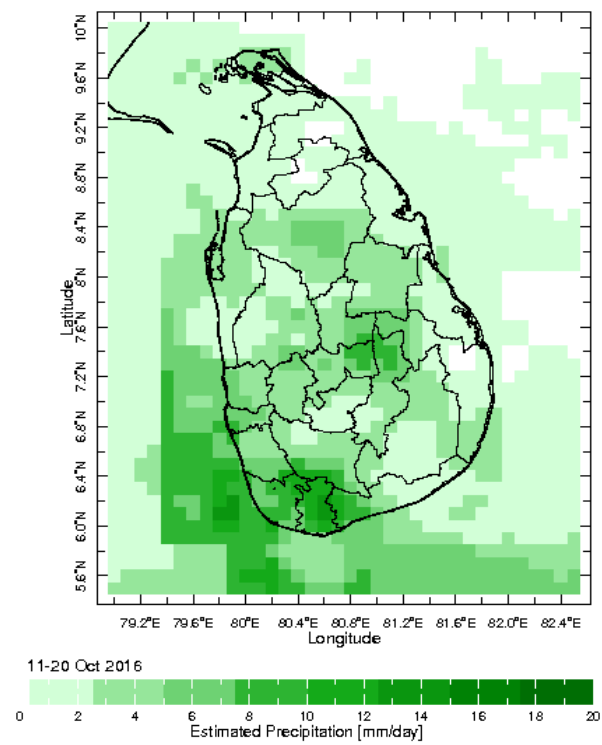 10°N
9.6°N
9.2°N
8.8°N
8.4°N
8°N
7.6°N
7.2°N
6.8°N
6.4°N
6.0°N
5.6°N
Latitude
79.2°E 79.6°E 80°E 80.4°E 80.8°E 81.2°E 81.6°E 82.0°E 82.4°E
Longitude
11-20 Oct 2016
0 2 4 6 8 10 12 14 16 18 20
Estimated Precipitation [mm/day]